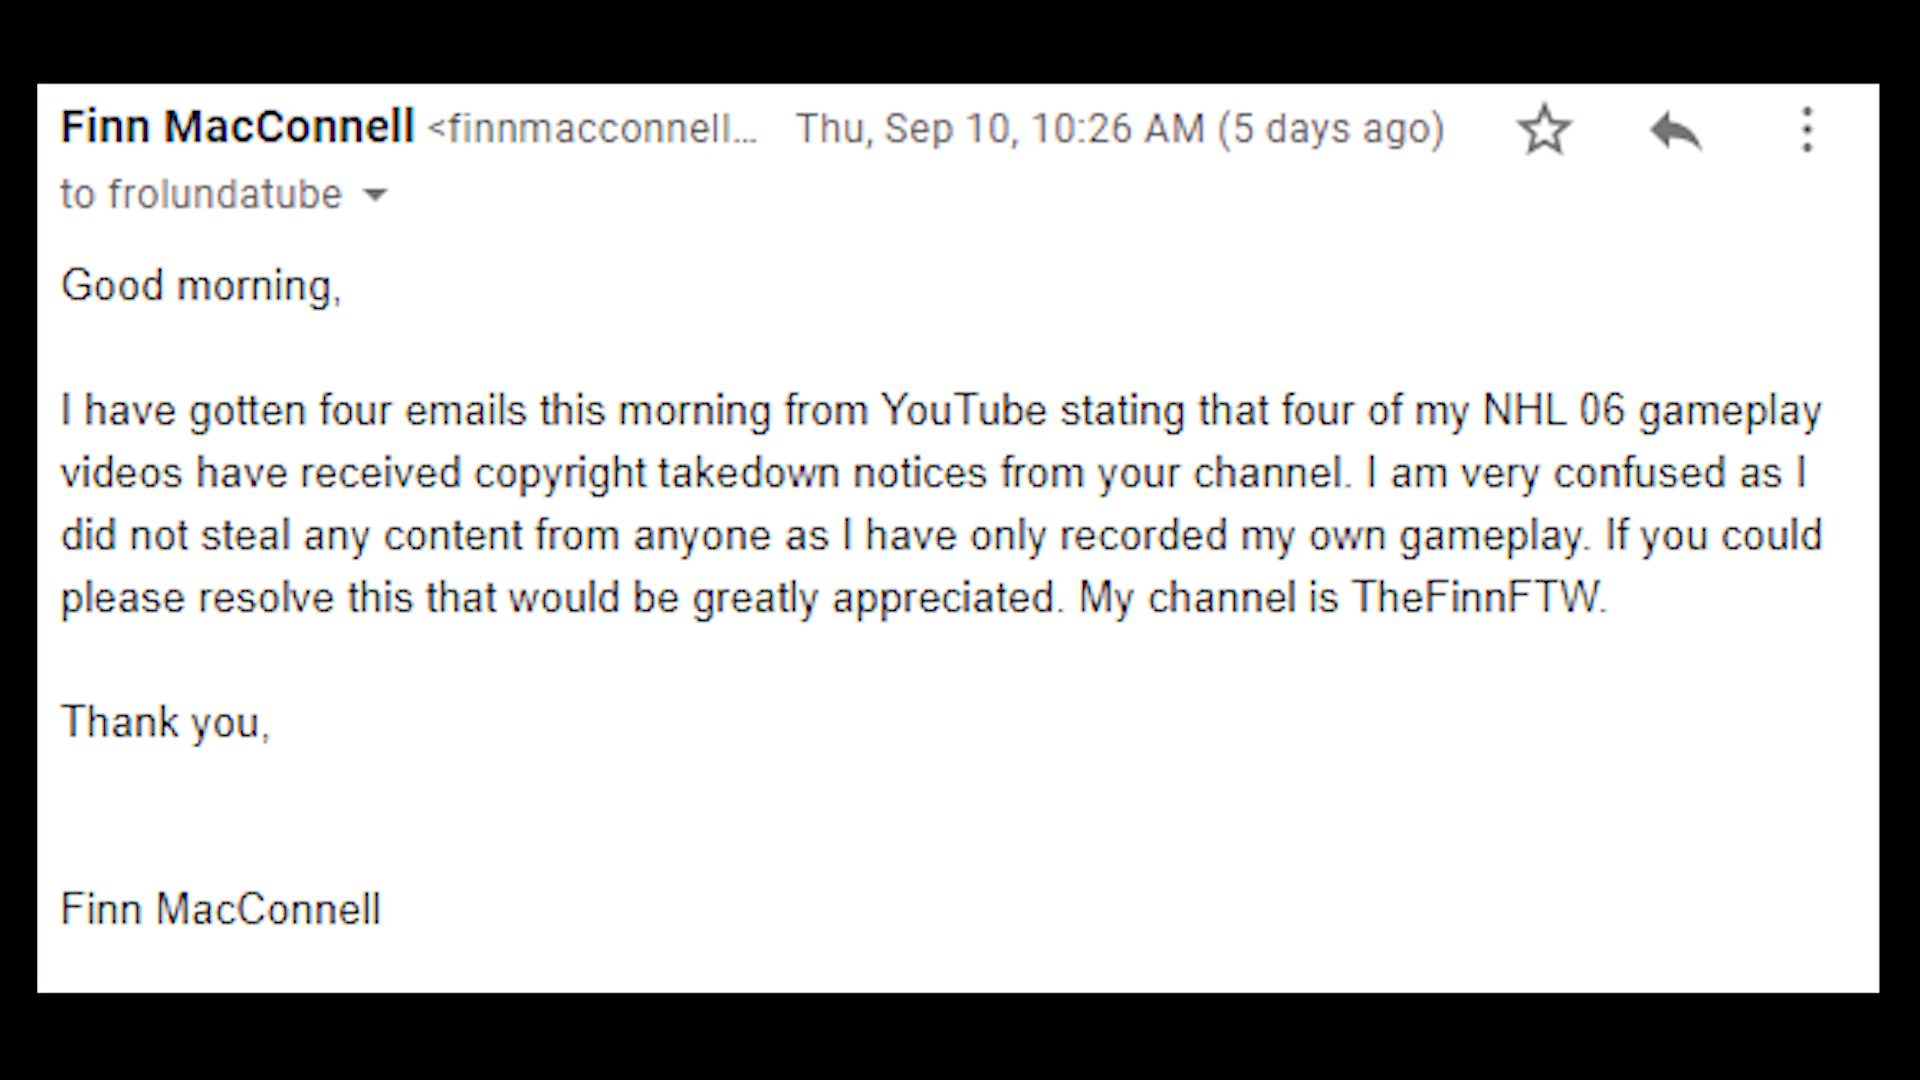 Finn MacConnell <finnmacconnell... Thu, Sep 10, 10:26 AM (5 days ago)
to frolundatube
Good morning,
I have gotten four emails this morning from YouTube stating that four of my NHL 06 gameplay
videos have received copyright takedown notices from your channel. I am very confused as I
did not steal any content from anyone as I have only recorded my own gameplay. If you could
please resolve this that would be greatly appreciated. My channel is TheFinnFTW.
Thank you,
Finn MacConnell